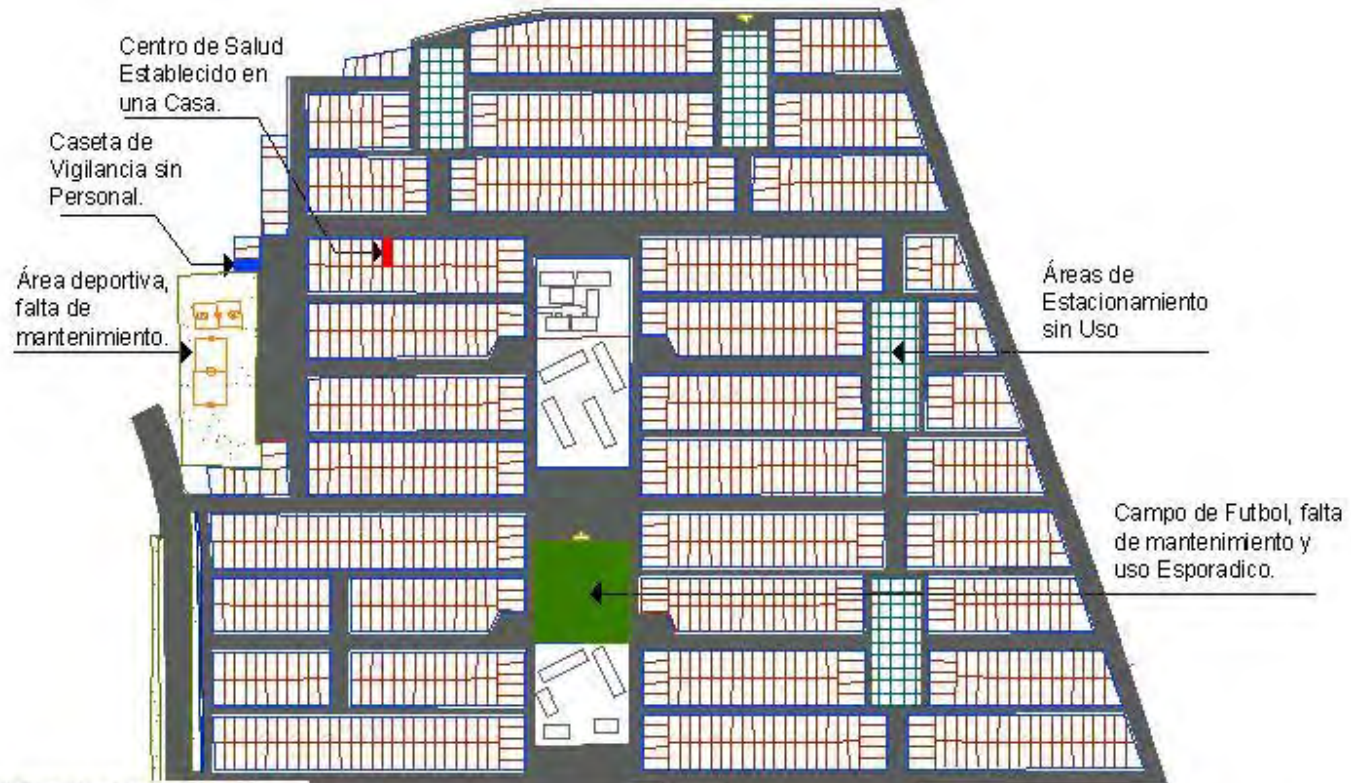 Centro de Salud
Establecido en
una Casa.
Caseta de
Vigilancia sin
Personal.
Área deportiva,
falta de
mantenimiento.
Áreas de
Estacionamiento
sin Uso
Campo de Futbol, falta
de mantenimiento y
uso Esporadico.